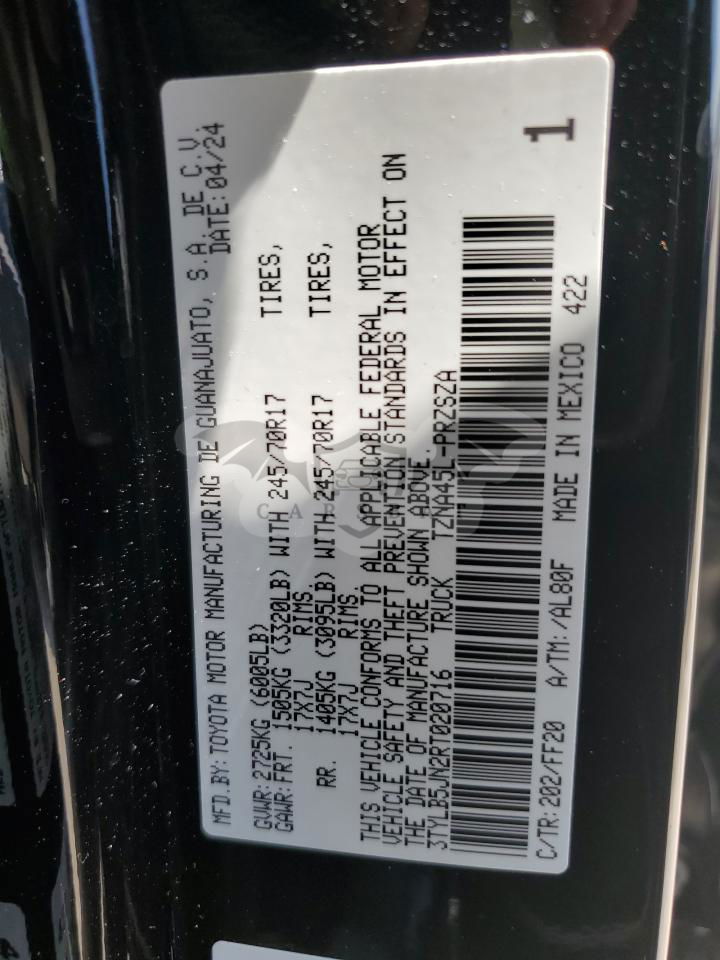 MFD.BY:TOYOTA MOTOR MANUFACTURING DE GUANAJUATO, S.A. DE C.V.
DATE:04/24
GVWR:2725KG (6005LB)
GAWR:FRT. 1505KG (3320LB) WITH 245/70R17 TIRES,
17X7J RIMS.
RR. 1405KG (3095LB) WITH 245/70R17 TIRES,
17X7J RIMS.
THIS VEHICLE CONFORMS TO ALL APPLICABLE FEDERAL MOTOR
VEHICLE SAFETY AND THEFT PREVENTION STANDARDS IN EFFECT ON
THE DATE OF MANUFACTURE SHOWN ABOVE.
3TYLB5JN2RT020716 TRUCK TZNA45L-PRZSZA
C/TR:202/FF20 A/TM:/AL80F MADE IN MEXICO 422
1